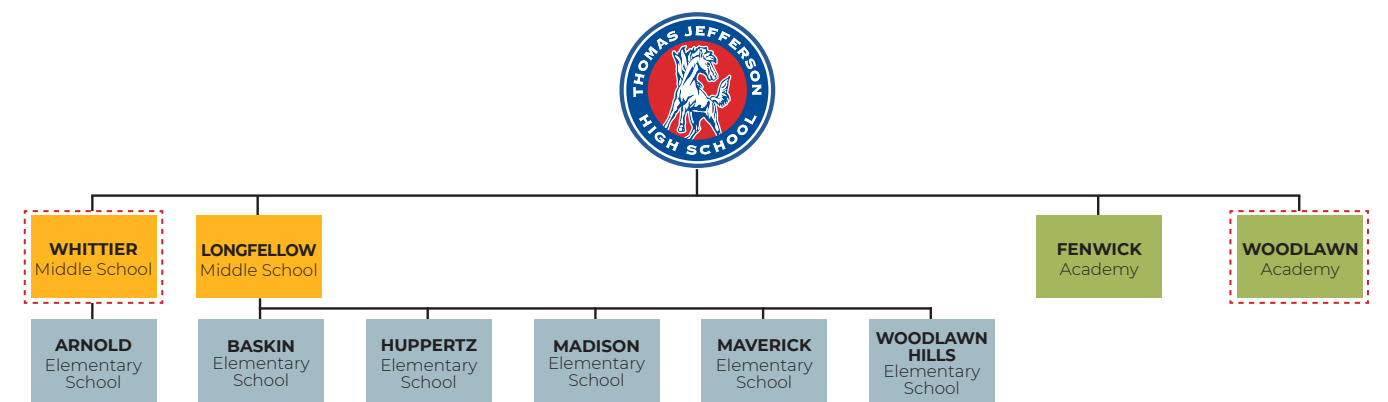 THOMAS JEFFERSON
HIGH SCHOOL
WHITTIER
Middle School
LONGFELLOW
Middle School
FENWICK
Academy
WOODLAWN
Academy
ARNOLD
Elementary
School
BASKIN
Elementary
School
HUPPERTZ
Elementary
School
MADISON
Elementary
School
MAVERICK
Elementary
School
WOODLAWN
HILLS
Elementary
School